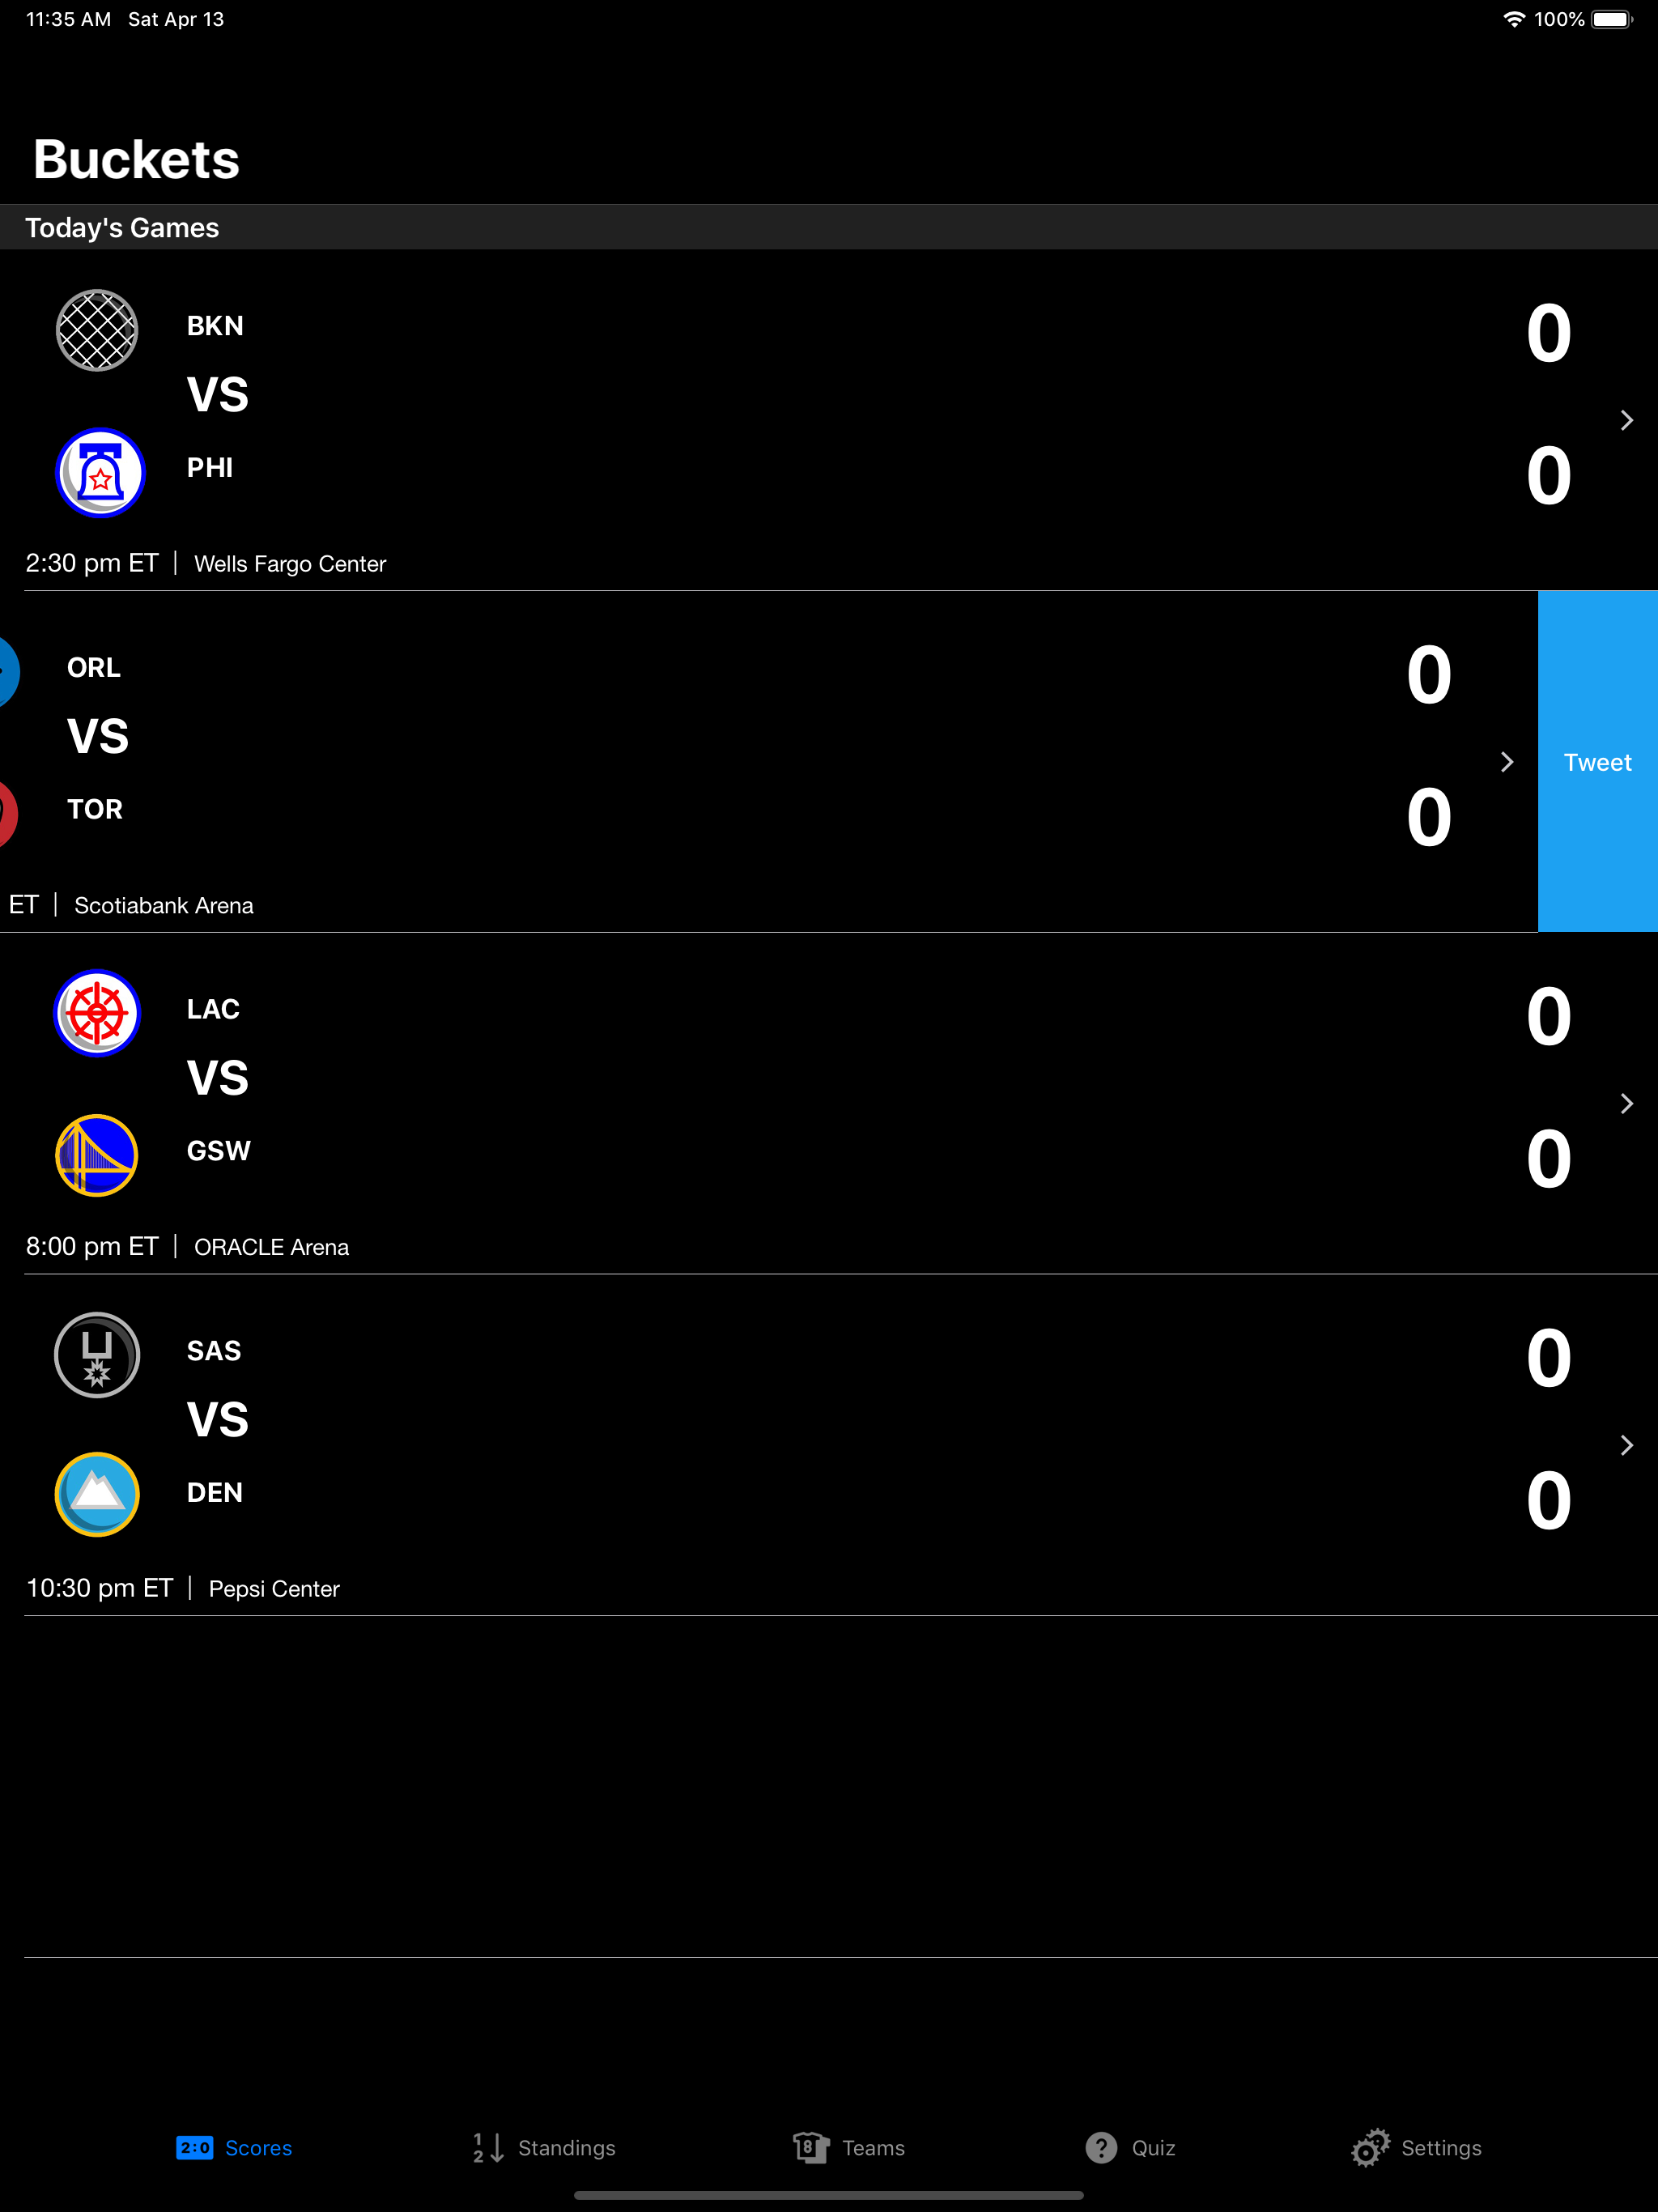 11:35 AM Sat Apr 13 100%
Buckets
Today's Games
BKN 0
VS
PHI 0
2:30 pm ET | Wells Fargo Center
ORL 0
VS
Tweet
TOR 0
ET | Scotiabank Arena
LAC 0
VS
GSW 0
8:00 pm ET | ORACLE Arena
SAS 0
VS
DEN 0
10:30 pm ET | Pepsi Center
2:0 Scores 1 2 Standings 8 Teams ? Quiz Settings